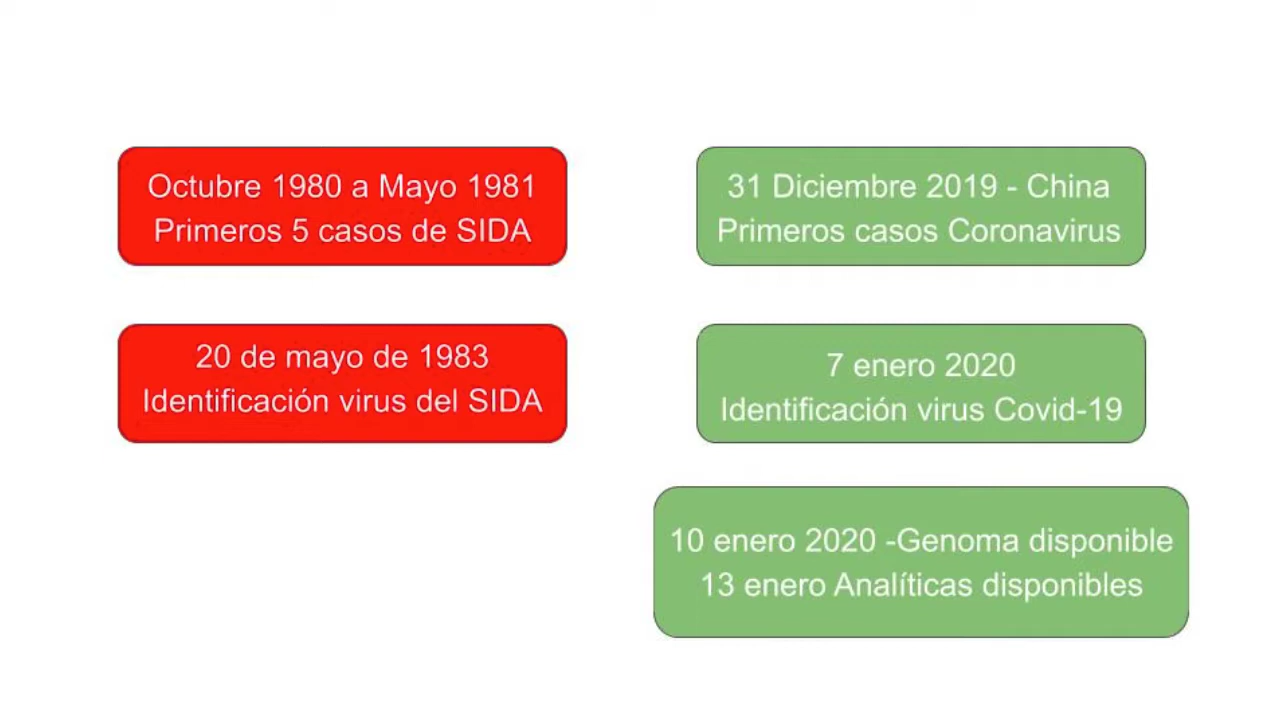 Octubre 1980 a Mayo 1981
Primeros 5 casos de SIDA
20 de mayo de 1983
Identificación virus del SIDA
31 Diciembre 2019 - China
Primeros casos Coronavirus
7 enero 2020
Identificación virus Covid-19
10 enero 2020 -Genoma disponible
13 enero Analíticas disponibles